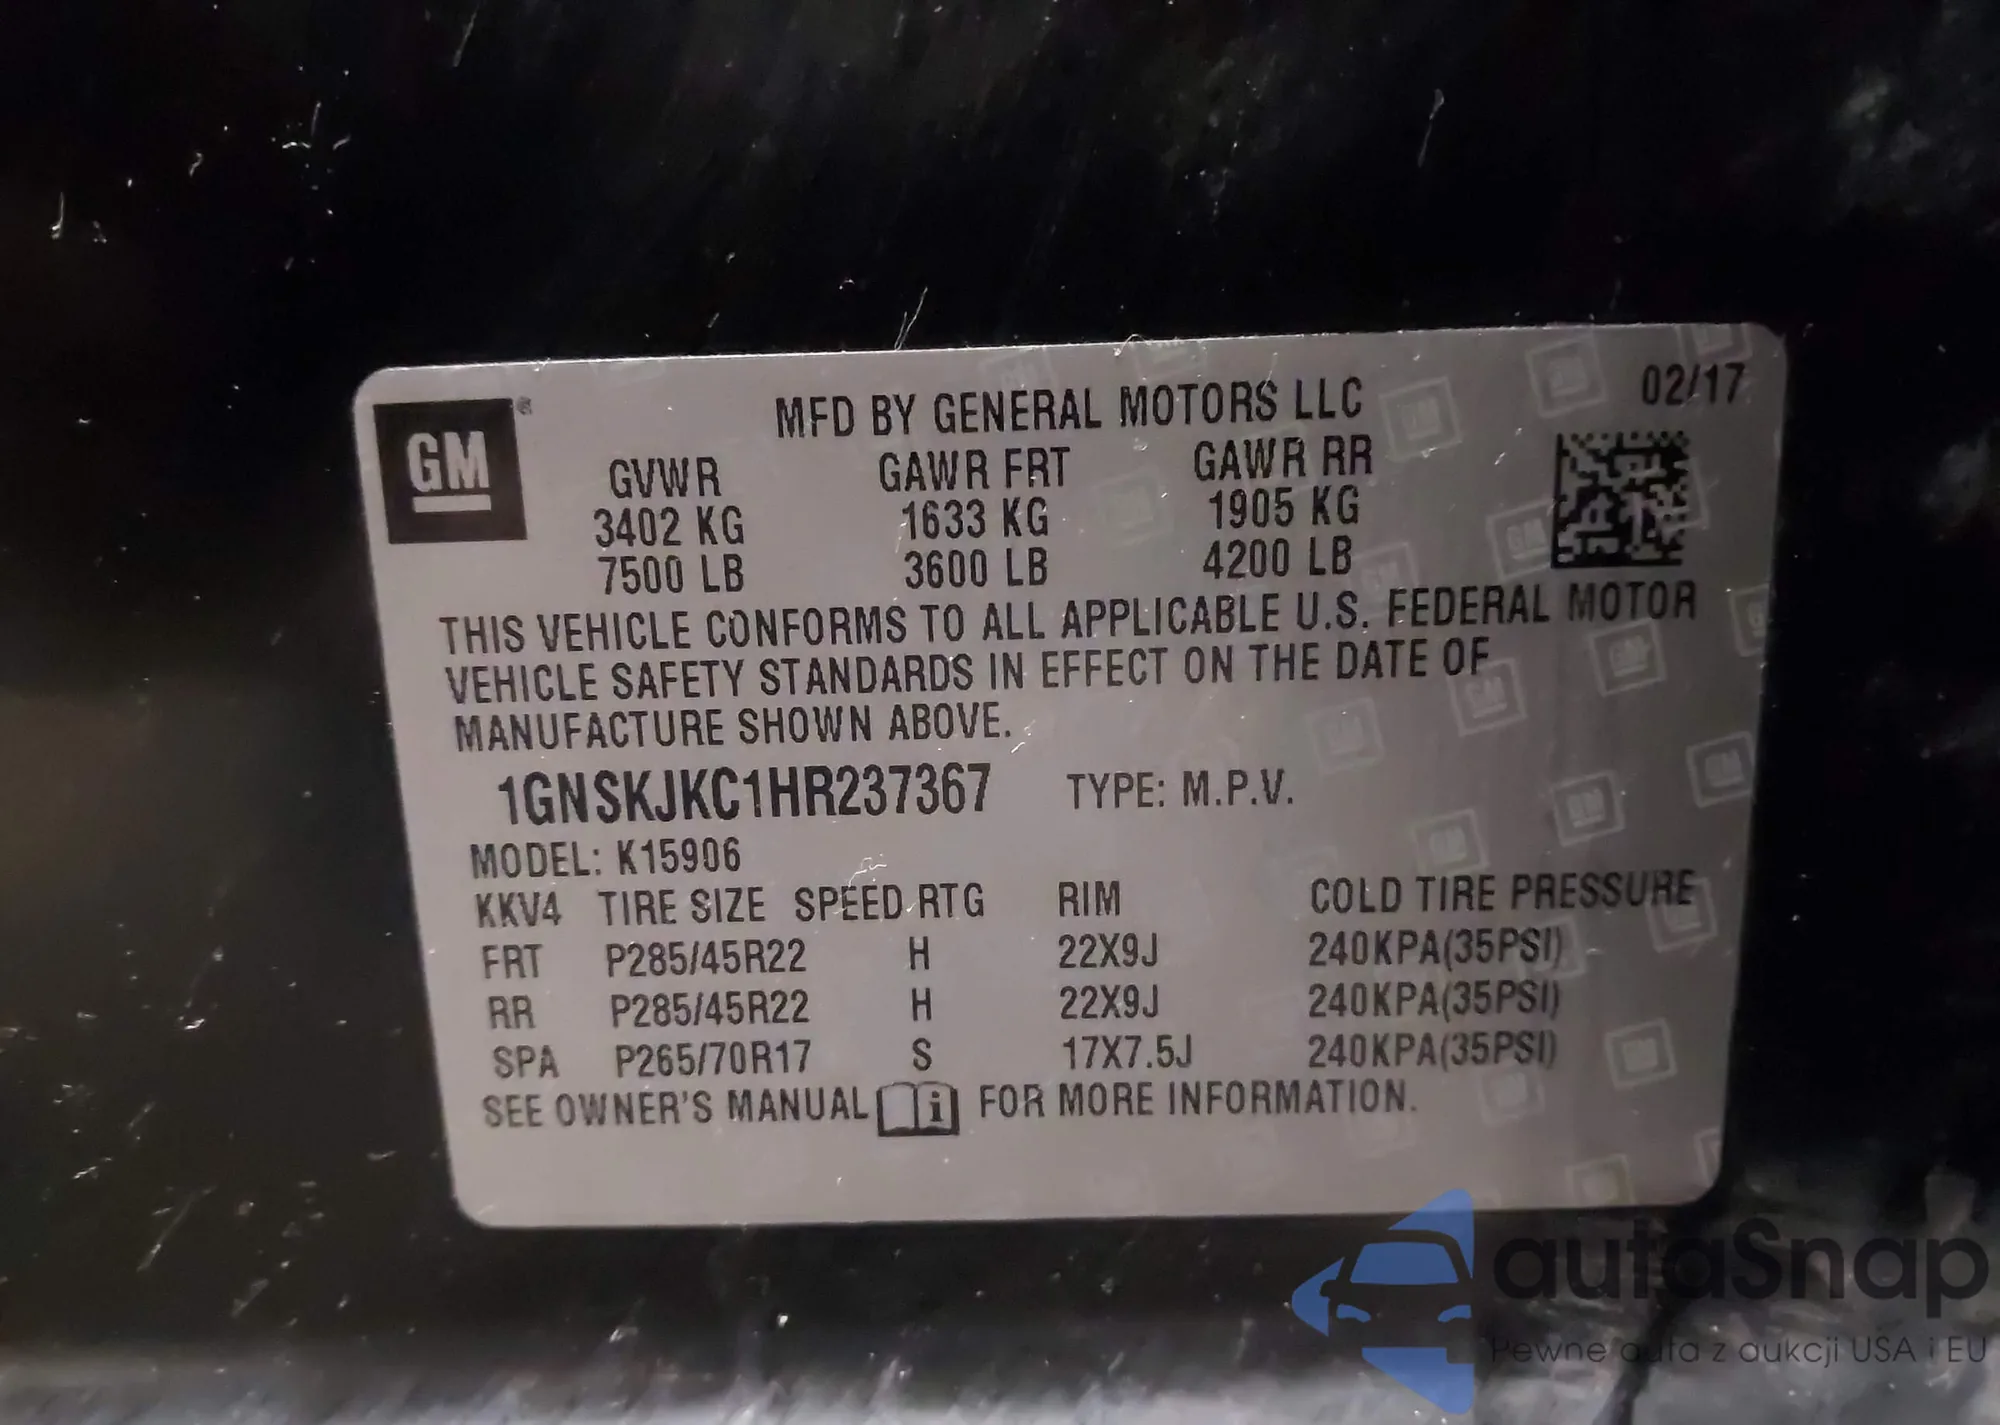 GM ®
MFD BY GENERAL MOTORS LLC 02/17
GVWR GAWR FRT GAWR RR
3402 KG 1633 KG 1905 KG
7500 LB 3600 LB 4200 LB
THIS VEHICLE CONFORMS TO ALL APPLICABLE U.S. FEDERAL MOTOR
VEHICLE SAFETY STANDARDS IN EFFECT ON THE DATE OF
MANUFACTURE SHOWN ABOVE.
1GNSKJKC1HR237367 TYPE: M.P.V.
MODEL: K15906
KKV4 TIRE SIZE SPEED RTG RIM COLD TIRE PRESSURE
FRT P285/45R22 H 22X9J 240KPA(35PSI)
RR P285/45R22 H 22X9J 240KPA(35PSI)
SPA P265/70R17 S 17X7.5J 240KPA(35PSI)
SEE OWNER'S MANUAL i FOR MORE INFORMATION.
autaSnap
Pewne auta z aukcji USA i EU